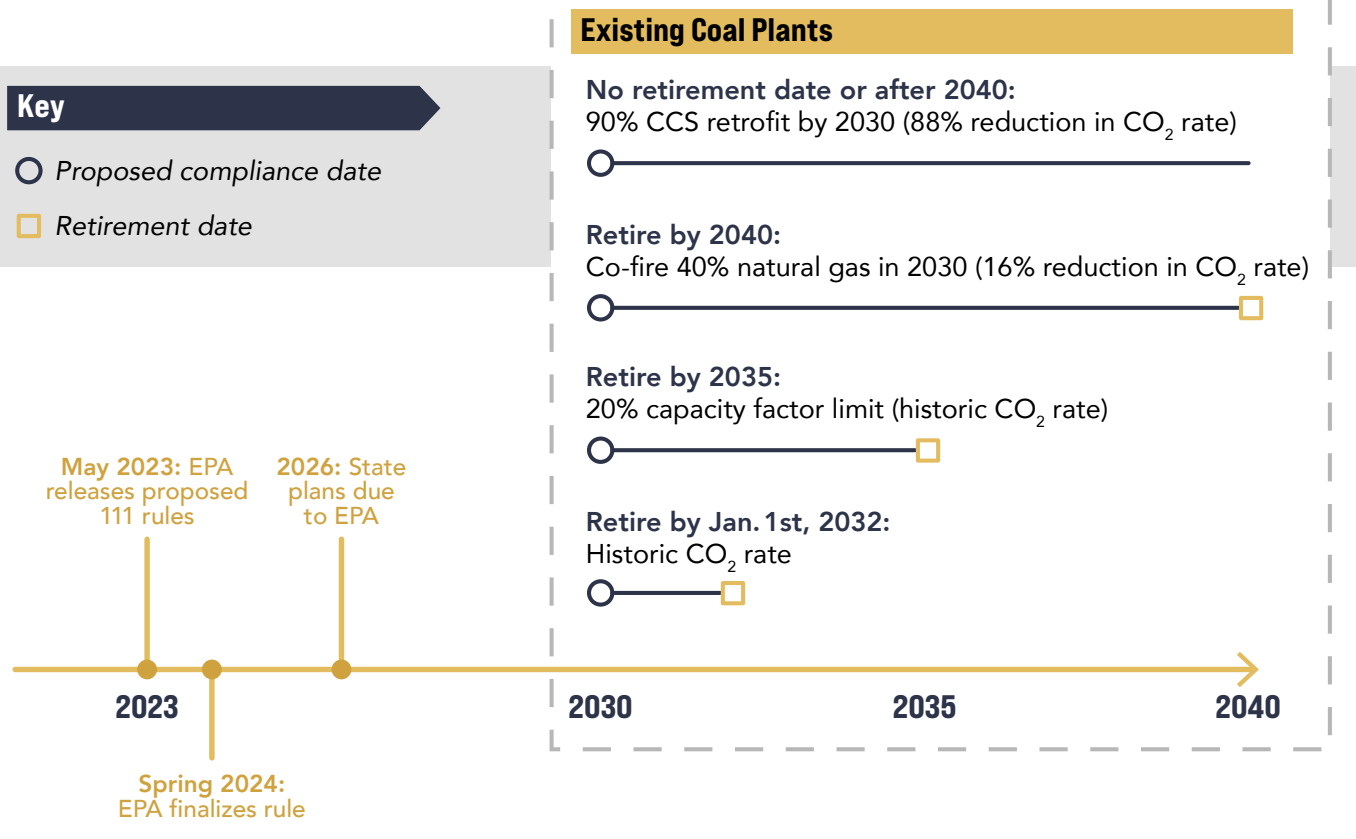 Existing Coal Plants
Key
Proposed compliance date
Retirement date
No retirement date or after 2040:
90% CCS retrofit by 2030 (88% reduction in CO₂ rate)
Retire by 2040:
Co-fire 40% natural gas in 2030 (16% reduction in CO₂ rate)
Retire by 2035:
20% capacity factor limit (historic CO₂ rate)
Retire by Jan. 1st, 2032:
Historic CO₂ rate
May 2023: EPA
releases proposed
111 rules
2026: State
plans due
to EPA
2023
2030
2035
2040
Spring 2024:
EPA finalizes rule